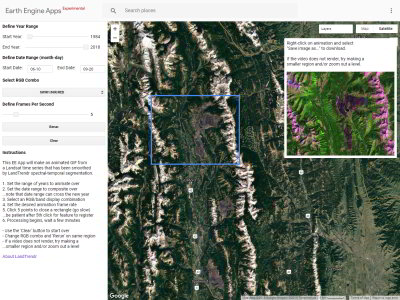 Earth Engine Apps Experimental
Search places
Define Year Range
Start Year: 1984
End Year: 2018
Define Date Range (month-day)
Start Date: 06-10 End Date: 09-20
Select RGB Combo
Define Frames Per Second
5
Rerun
Clear
Instructions
This EE App will make an animated GIF from
a Landsat time series that has been smoothed
by LandTrendr spectral-temporal segmentation.
1. Set the range of years to animate over
2. Set the date range to composite over
note that date range can cross the new year
3. Select an RGB/band display combination
4. Set the desired animation frame rate
5. Click 5 points to close a rectangle (go slow)
...be patient after 5th click for feature to register
6. Processing begins, wait a few minutes
- Use the 'Clear' button to start over
- Change RGB combo and 'Rerun' on same region
- If a video does not render, try making a
...smaller region and/or zoom out a level
About LandTrendr
Layers
Map
Satellite
Right-click on animation and select
"save image as..." to download.
If the video does not render, try making a
smaller region and/or zoom out a level
Google